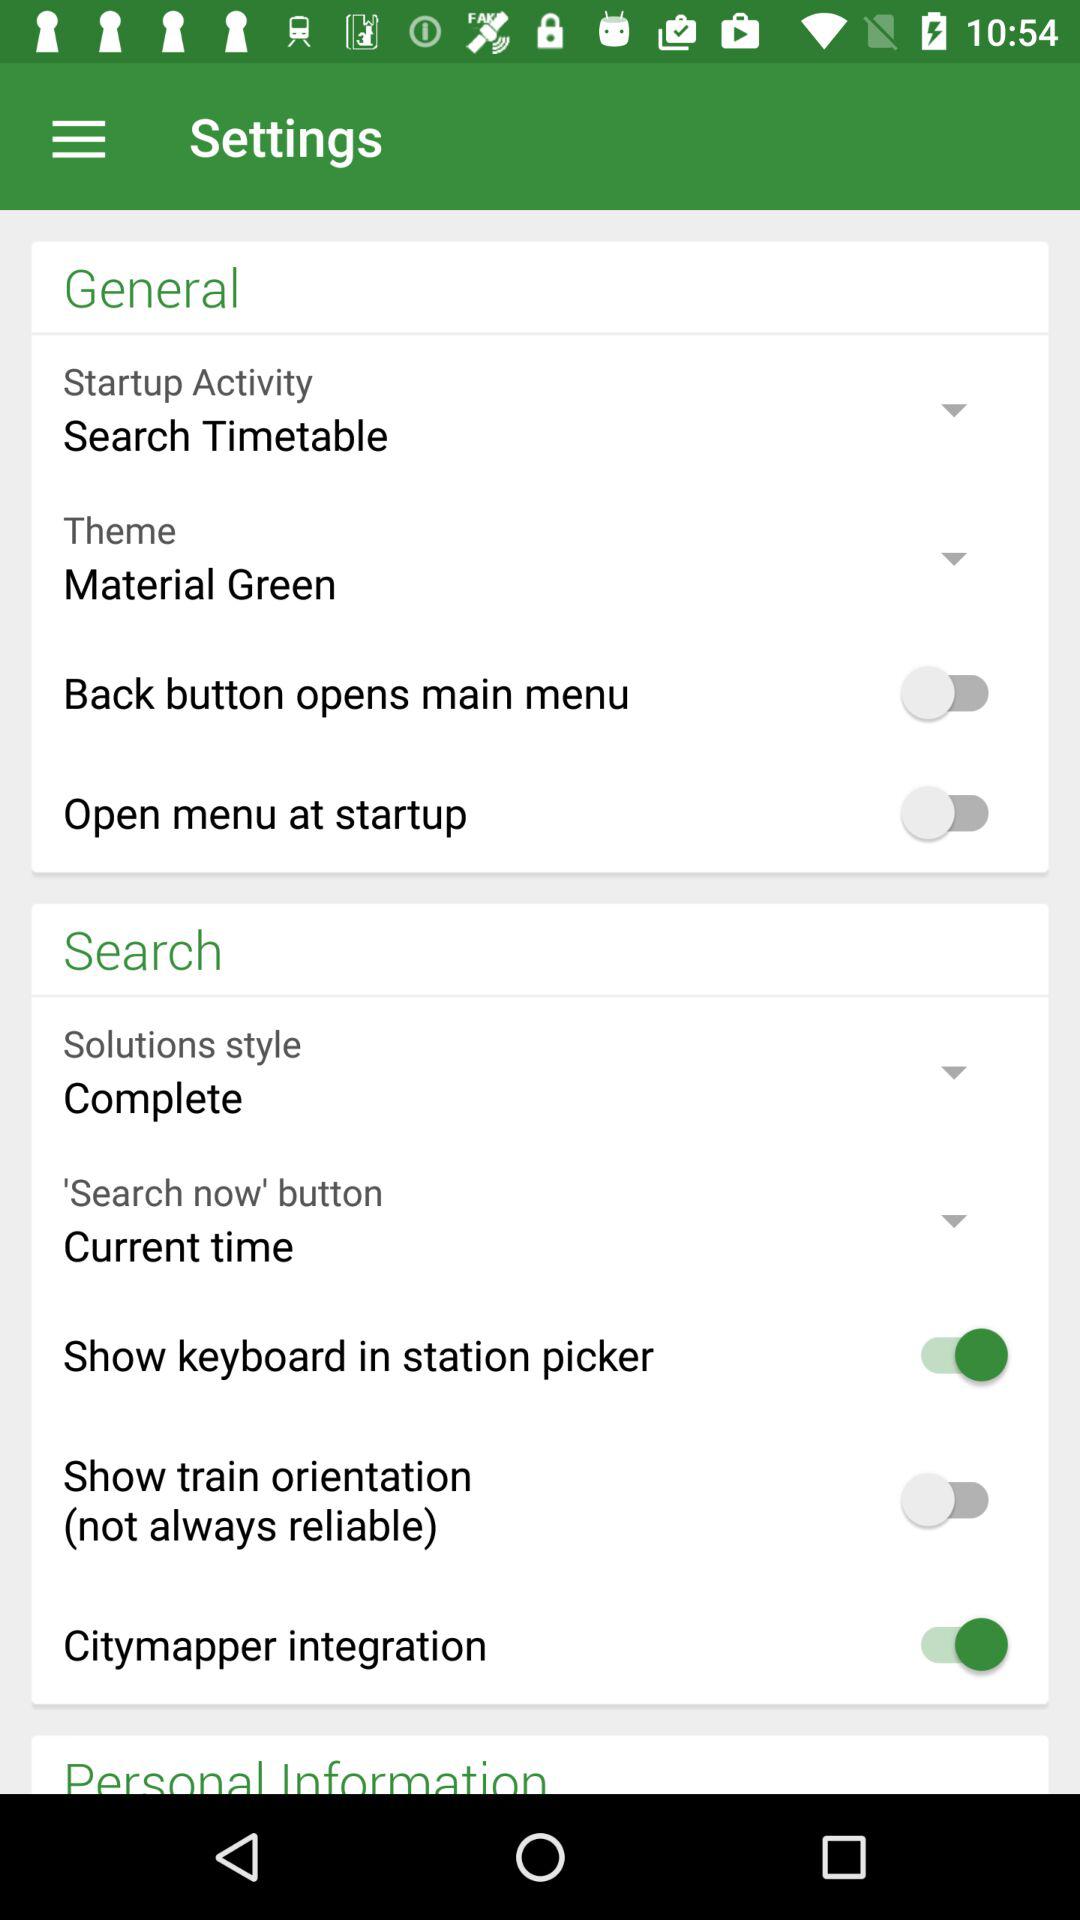 FAKE
10:54
Settings
General
Startup Activity
Search Timetable
Theme
Material Green
Back button opens main menu
Open menu at startup
Search
Solutions style
Complete
'Search now' button
Current time
Show keyboard in station picker
Show train orientation
(not always reliable)
Citymapper integration
Personal Information